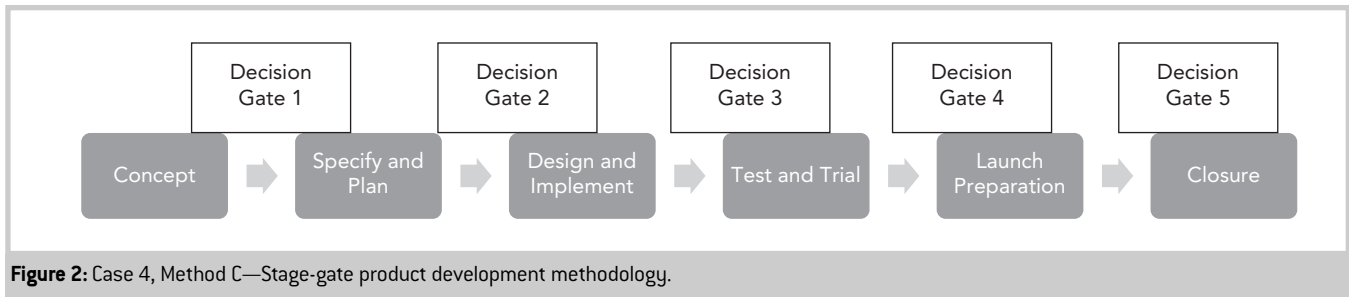 Decision
Gate 1
Decision
Gate 2
Decision
Gate 3
Decision
Gate 4
Decision
Gate 5
Concept
Specify and
Plan
Design and
Implement
Test and Trial
Launch
Preparation
Closure
Figure 2: Case 4, Method C—Stage-gate product development methodology.